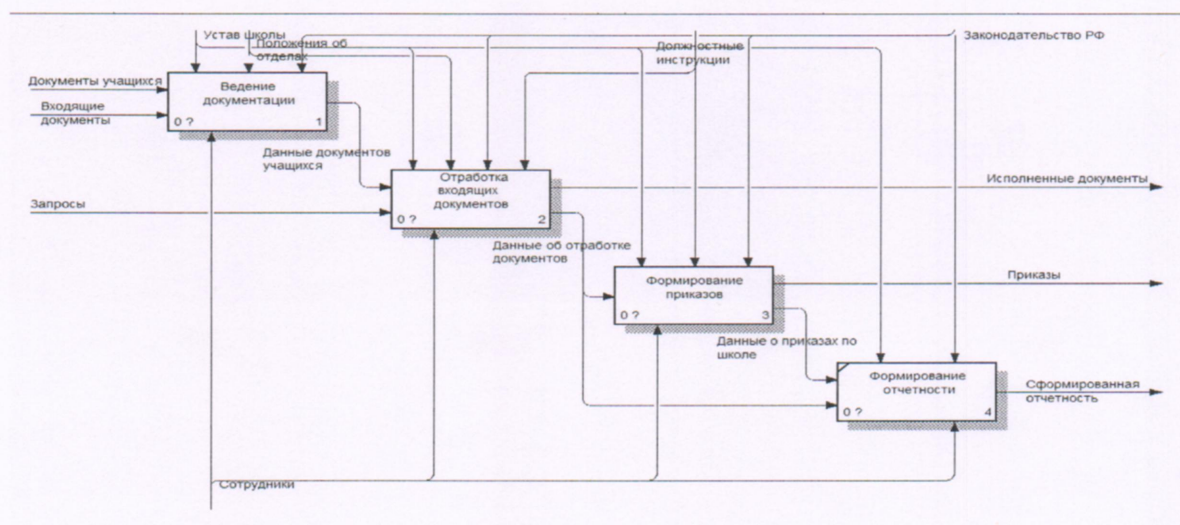 Устав школы
Положения об
отделах
Должностные
инструкции
Законодательство РФ
Документы учащихся
Входящие
документы
Ведение
документации
0 ?
1
Данные документов
учащихся
Запросы
Отработка
входящих
документов
0 ?
2
Исполненные документы
Данные об отработке
документов
Формирование
приказов
0 ?
3
Приказы
Данные о приказах по
школе
Формирование
отчетности
0 ?
4
Сформированная
отчетность
Сотрудники